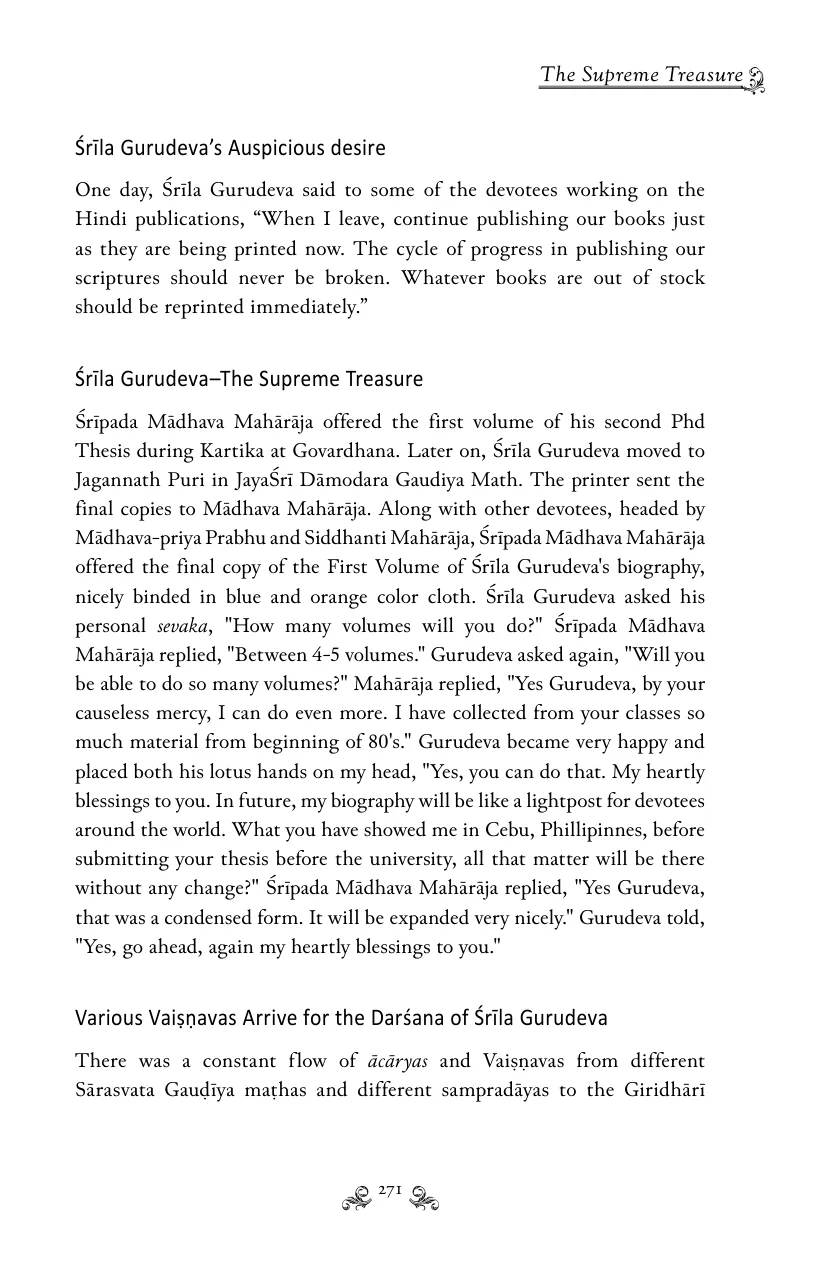 The Supreme Treasure
Śrīla Gurudeva’s Auspicious desire
One day, Śrīla Gurudeva said to some of the devotees working on the
Hindi publications, “When I leave, continue publishing our books just
as they are being printed now. The cycle of progress in publishing our
scriptures should never be broken. Whatever books are out of stock
should be reprinted immediately.”
Śrīla Gurudeva–The Supreme Treasure
Śrīpada Mādhava Mahārāja offered the first volume of his second Phd
Thesis during Kartika at Govardhana. Later on, Śrīla Gurudeva moved to
Jagannath Puri in JayaŚrī Dāmodara Gaudiya Math. The printer sent the
final copies to Mādhava Mahārāja. Along with other devotees, headed by
Mādhava-priya Prabhu and Siddhanti Mahārāja, Śrīpada Mādhava Mahārāja
offered the final copy of the First Volume of Śrīla Gurudeva's biography,
nicely binded in blue and orange color cloth. Śrīla Gurudeva asked his
personal sevaka, "How many volumes will you do?" Śrīpada Mādhava
Mahārāja replied, "Between 4-5 volumes." Gurudeva asked again, "Will you
be able to do so many volumes?" Mahārāja replied, "Yes Gurudeva, by your
causeless mercy, I can do even more. I have collected from your classes so
much material from beginning of 80's." Gurudeva became very happy and
placed both his lotus hands on my head, "Yes, you can do that. My heartly
blessings to you. In future, my biography will be like a lightpost for devotees
around the world. What you have showed me in Cebu, Phillipinnes, before
submitting your thesis before the university, all that matter will be there
without any change?" Śrīpada Mādhava Mahārāja replied, "Yes Gurudeva,
that was a condensed form. It will be expanded very nicely." Gurudeva told,
"Yes, go ahead, again my heartly blessings to you."
Various Vaiṣṇavas Arrive for the Darśana of Śrīla Gurudeva
There was a constant flow of ācāryas and Vaiṣṇavas from different
Sārasvata Gauḍīya maṭhas and different sampradāyas to the Giridhārī
271